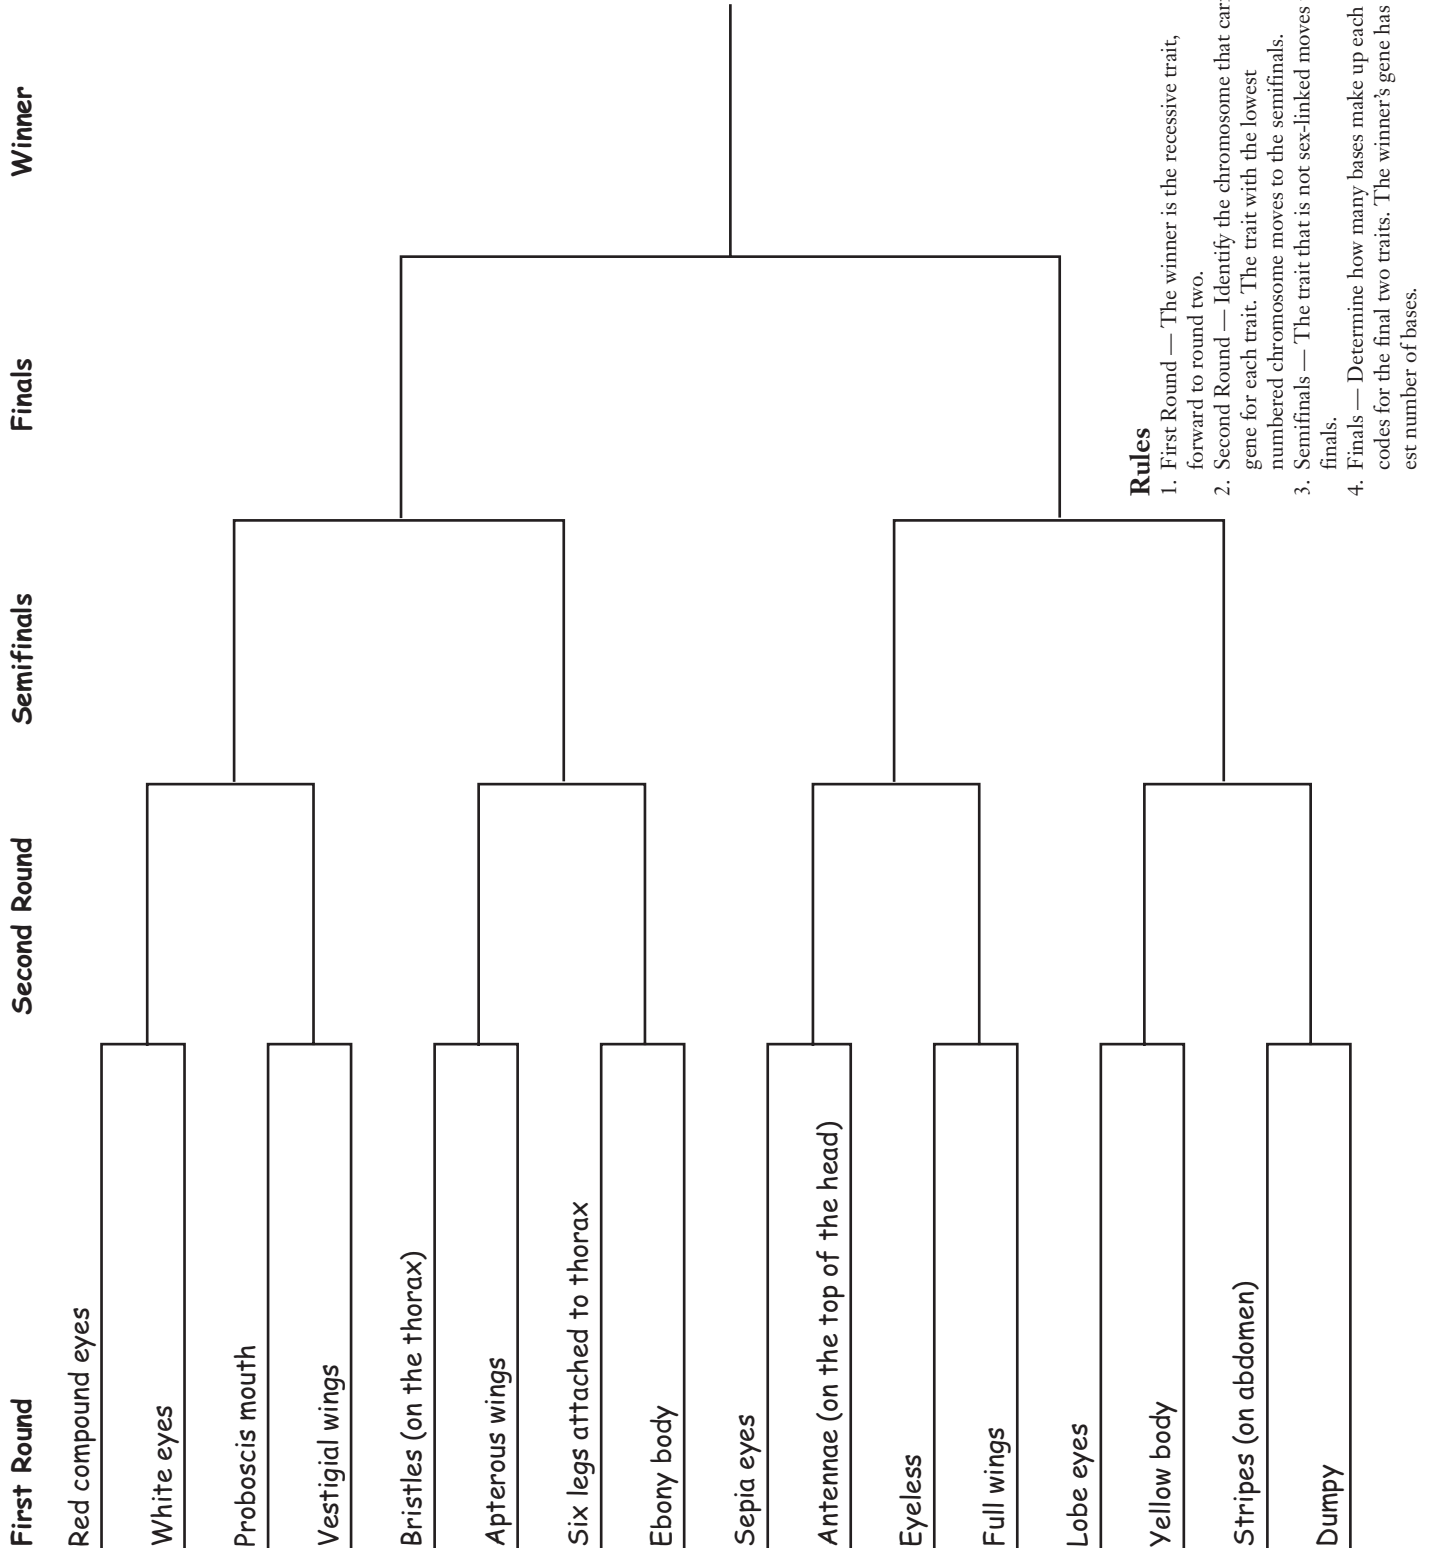 First Round
Second Round
Semifinals
Finals
Winner
Red compound eyes
White eyes
Proboscis mouth
Vestigial wings
Bristles (on the thorax)
Apterous wings
Six legs attached to thorax
Ebony body
Sepia eyes
Antennae (on the top of the head)
Eyeless
Full wings
Lobe eyes
Yellow body
Stripes (on abdomen)
Dumpy
Rules
1. First Round — The winner is the recessive trait,
forward to round two.
2. Second Round — Identify the chromosome that
gene for each trait. The trait with the lowest
numbered chromosome moves to the semifinals.
3. Semifinals — The trait that is not sex-linked moves
finals.
4. Finals — Determine how many bases make up each
codes for the final two traits. The winner’s gene has
est number of bases.